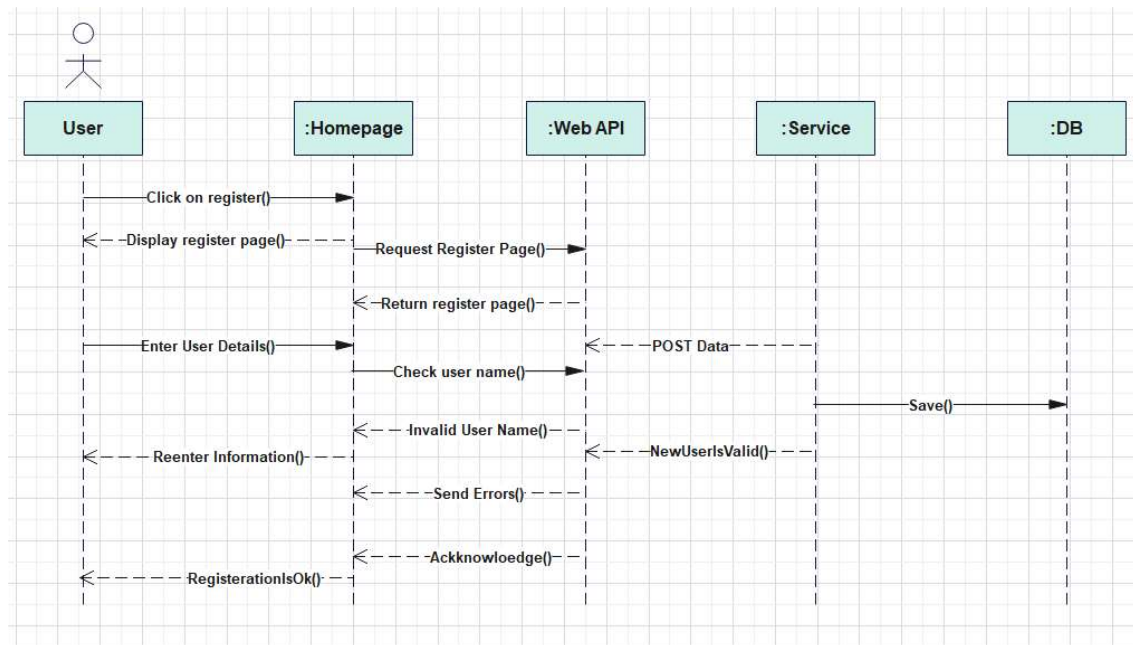 User
:Homepage
:Web API
:Service
:DB
Click on register()
Display register page()
Request Register Page()
Return register page()
Enter User Details()
POST Data
Check user name()
Save()
Invalid User Name()
NewUserIsValid()
Reenter Information()
Send Errors()
Ackknowloedge()
RegisterationIsOk()